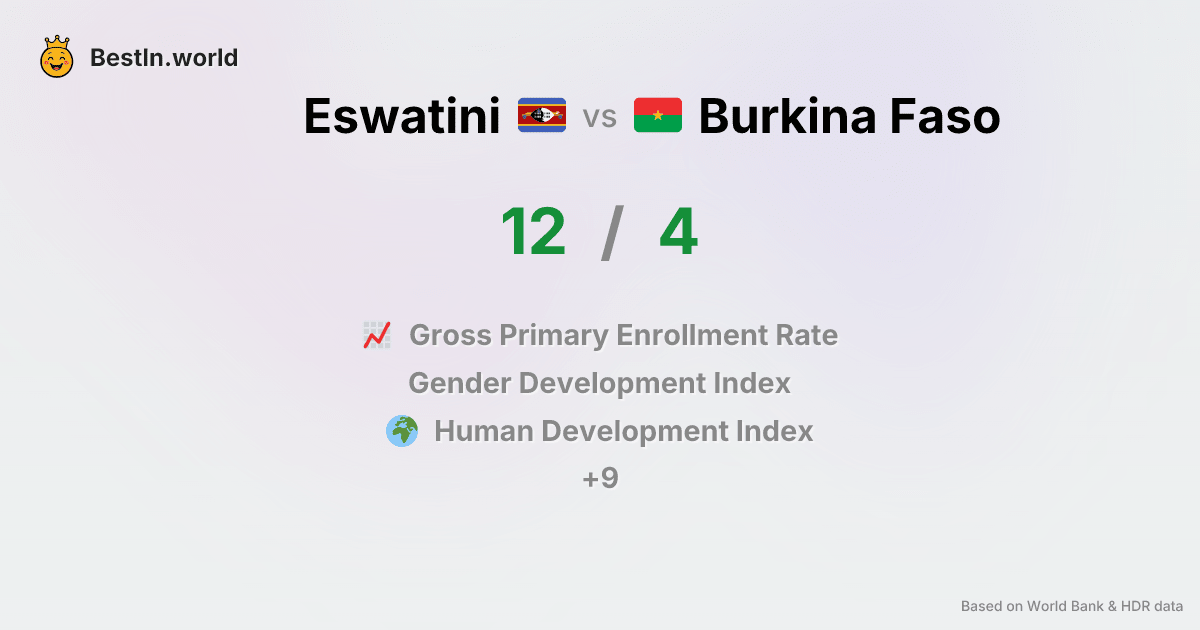 BestIn.world
Eswatini vs Burkina Faso
12 / 4
Gross Primary Enrollment Rate
Gender Development Index
Human Development Index
+9
Based on World Bank & HDR data